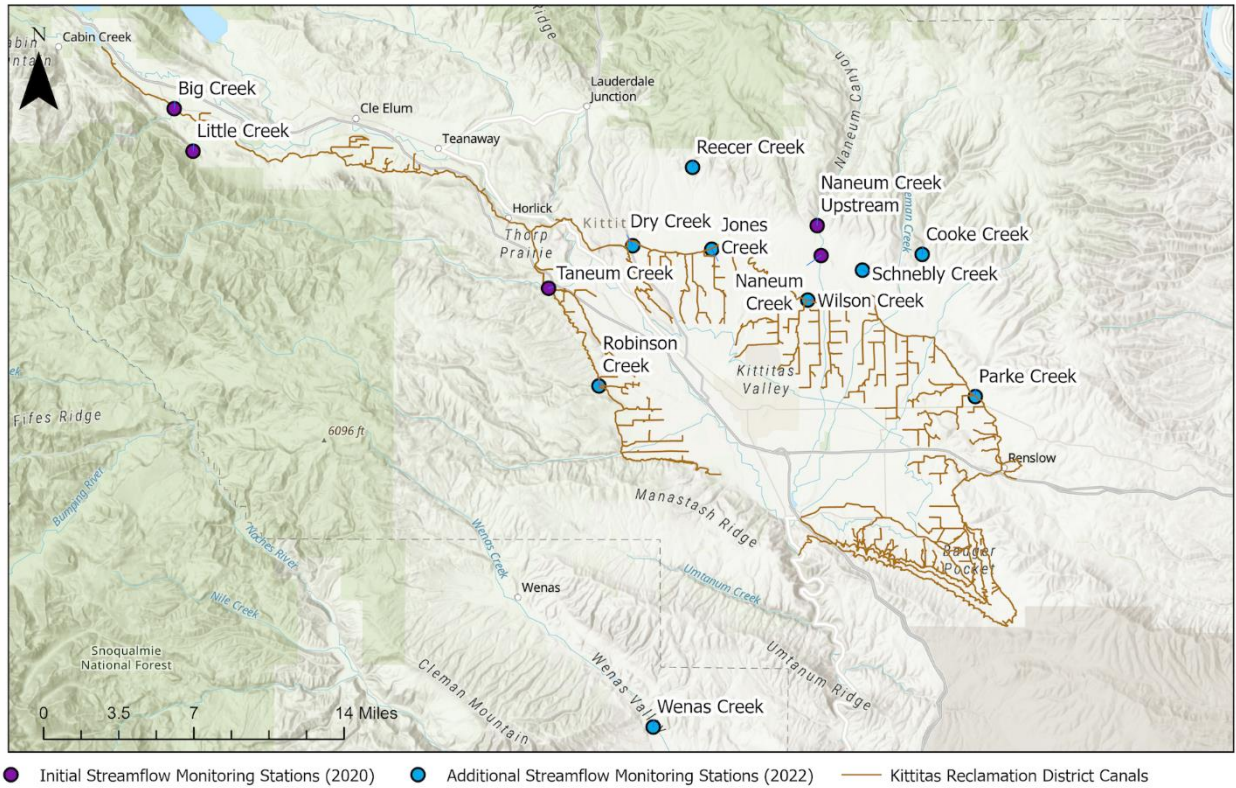 N
Cabin Creek
Ridge
Big Creek
Little Creek
Cle Elum
Teanaway
Lauderdale
Junction
Naneum Canyon
Reecer Creek
Naneum Creek
Upstream
Horlick
Thorp
Prairie
Kittit
Dry Creek
Jones
Creek
Cooke Creek
Schnebly Creek
Taneum Creek
Naneum
Creek
Wilson Creek
Robinson
Creek
Kittitas
Valley
Parke Creek
Fifes Ridge
6096 ft
Renslow
Bumping River
Manastash Ridge
Naches River
Wenas Creek
Badger
Pocket
Umtanum Creek
Wenas
Nile Creek
Snoqualmie
National Forest
Cleman Mountain
Wenas Valley
Umtanum Ridge
Wenas Creek
0 3.5 7 14 Miles
Initial Streamflow Monitoring Stations (2020) Additional Streamflow Monitoring Stations (2022) Kittitas Reclamation District Canals